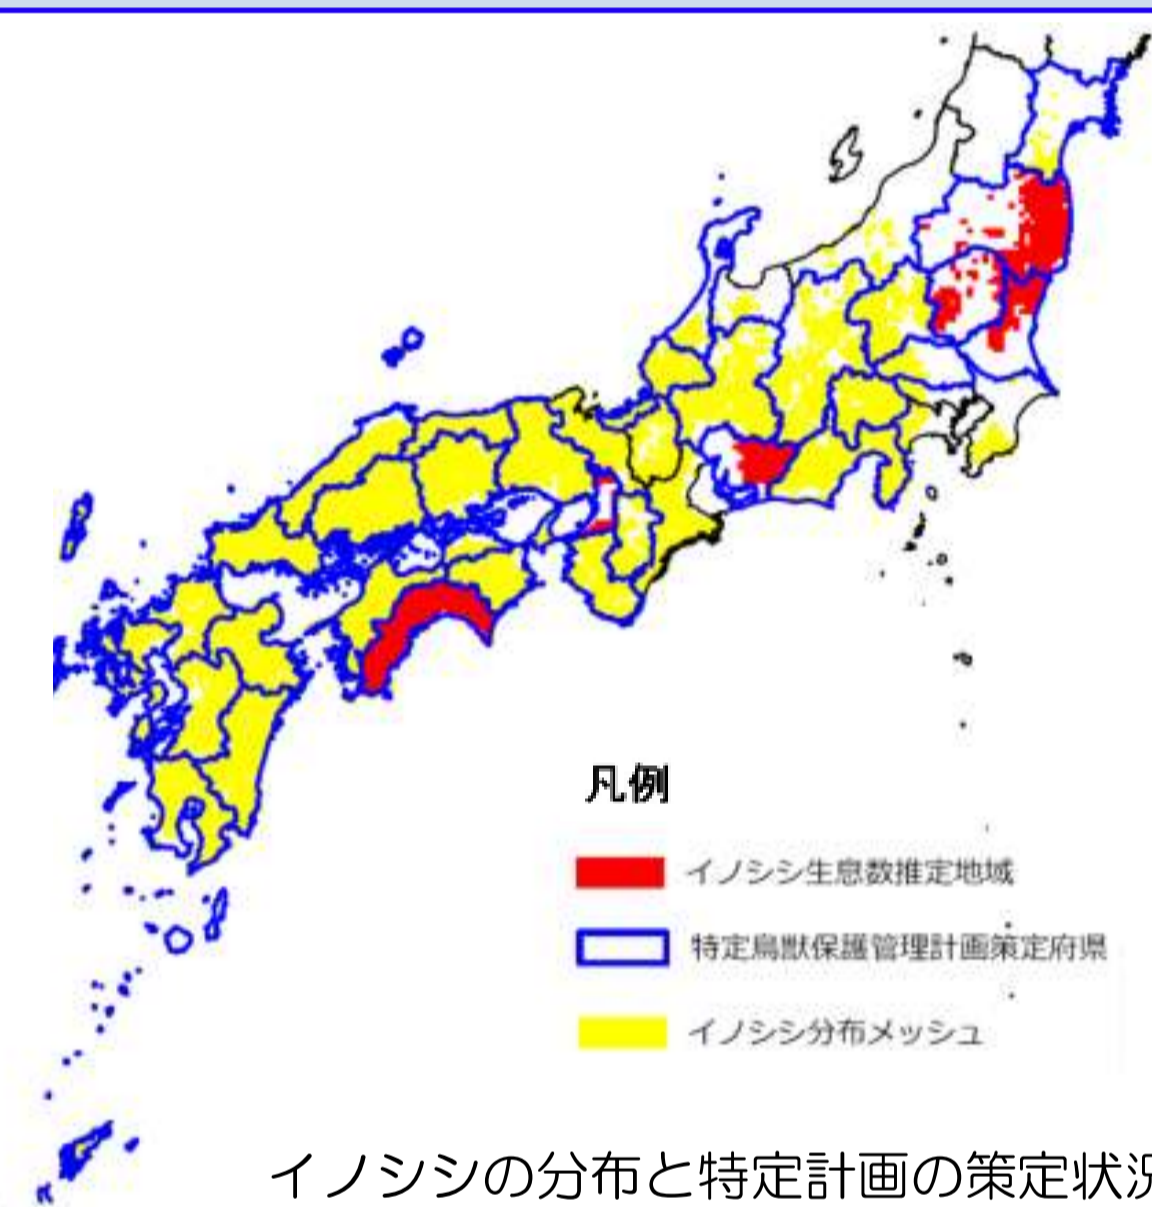 凡例
イノシシ生息数推定地域
特定鳥獣保護管理計画策定府県
イノシシ分布メッシュ
イノシシの分布と特定計画の策定状況